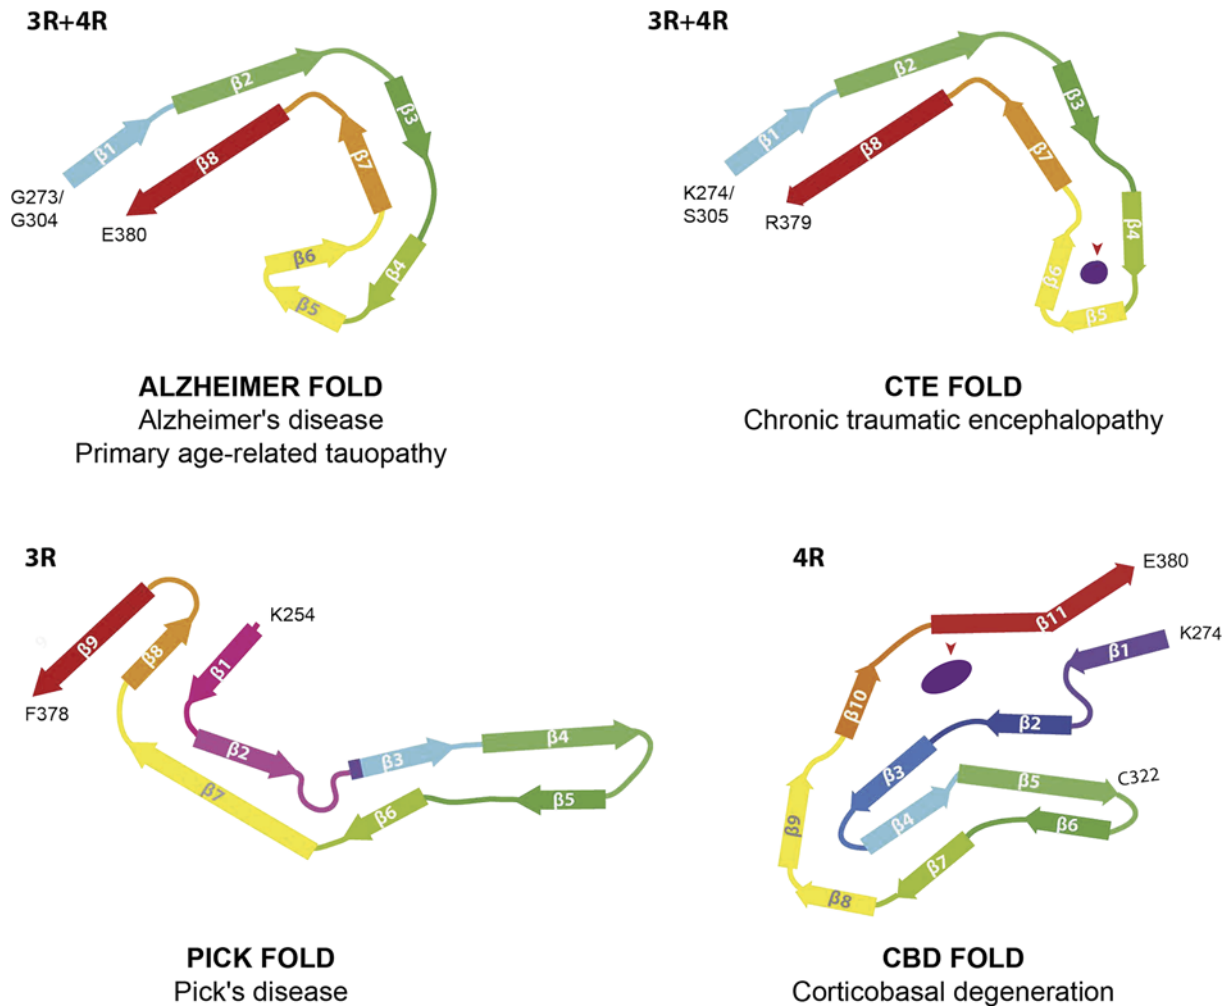 3R+4R
β1
β2
β3
β4
β5
β6
β7
β8
G273/
G304
E380
ALZHEIMER FOLD
Alzheimer's disease
Primary age-related tauopathy
3R+4R
β1
β2
β3
β4
β5
β6
β7
β8
K274/
S305
R379
CTE FOLD
Chronic traumatic encephalopathy
3R
K254
β1
β2
β3
β4
β5
β6
β7
β8
β9
F378
PICK FOLD
Pick's disease
4R
E380
K274
β1
β2
β3
β4
β5
C322
β6
β7
β8
β9
β10
β11
CBD FOLD
Corticobasal degeneration